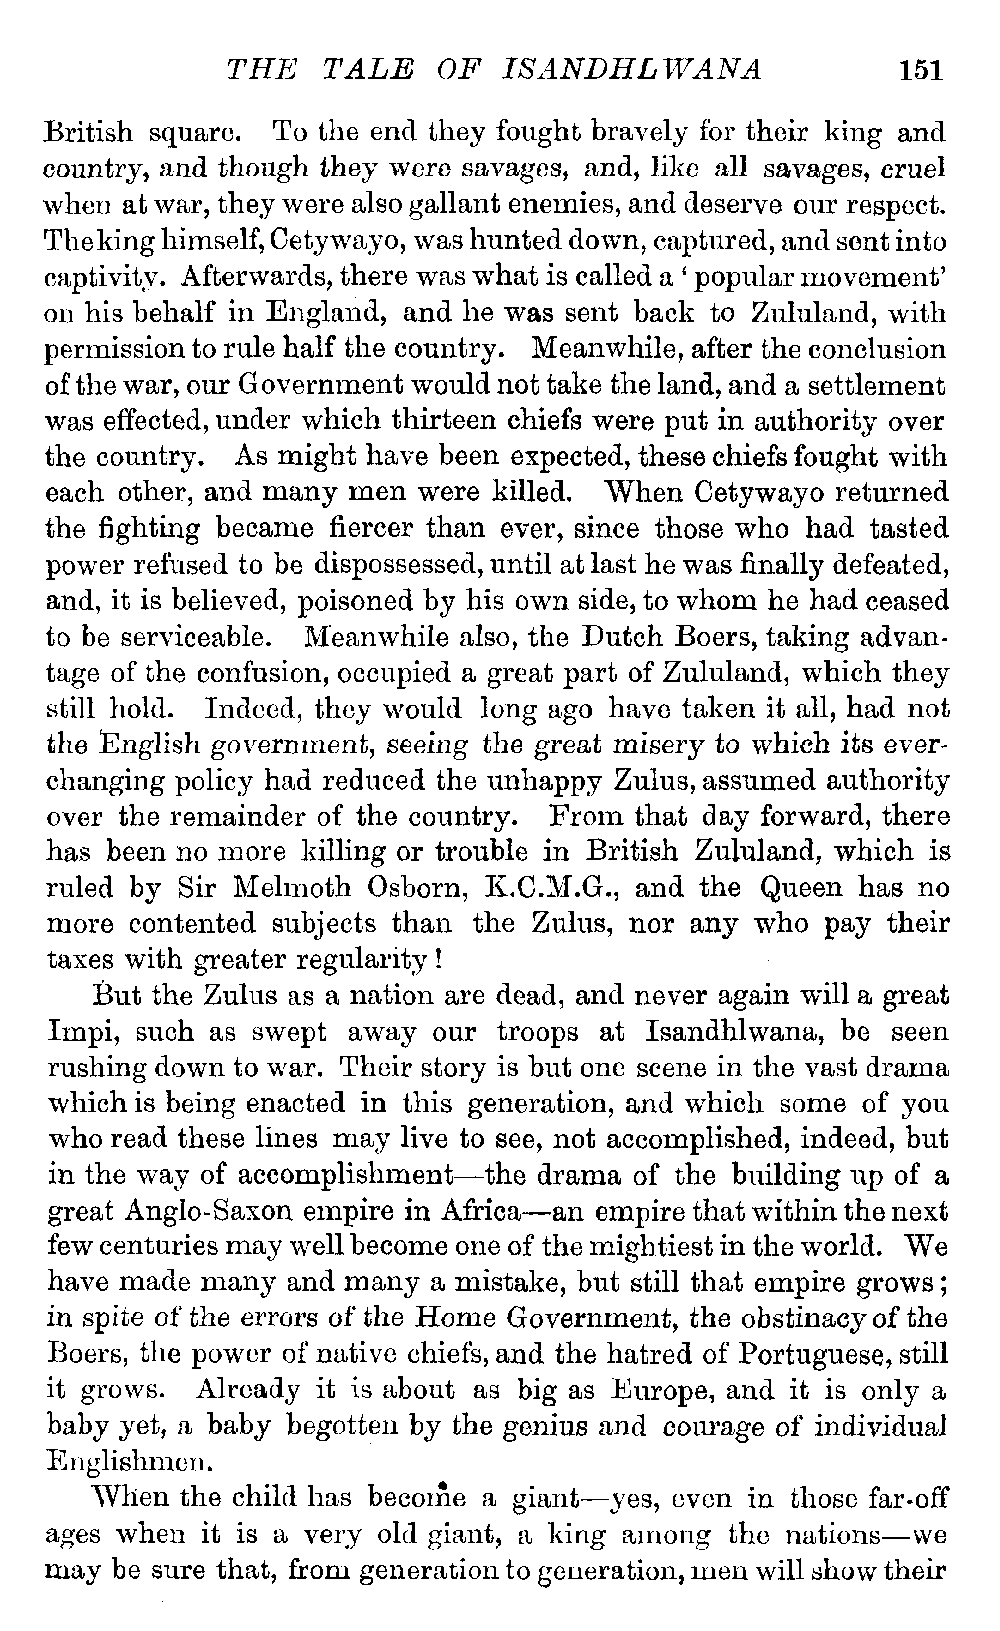 THE TALE OF ISANDHLWANA 151
British square. To the end they fought bravely for their king and
country, and though they were savages, and, like all savages, cruel
when at war, they were also gallant enemies, and deserve our respect.
The king himself, Cetywayo, was hunted down, captured, and sent into
captivity. Afterwards, there was what is called a ‘ popular movement’
on his behalf in England, and he was sent back to Zululand, with
permission to rule half the country. Meanwhile, after the conclusion
of the war, our Government would not take the land, and a settlement
was effected, under which thirteen chiefs were put in authority over
the country. As might have been expected, these chiefs fought with
each other, and many men were killed. When Cetywayo returned
the fighting became fiercer than ever, since those who had tasted
power refused to be dispossessed, until at last he was finally defeated,
and, it is believed, poisoned by his own side, to whom he had ceased
to be serviceable. Meanwhile also, the Dutch Boers, taking advan-
tage of the confusion, occupied a great part of Zululand, which they
still hold. Indeed, they would long ago have taken it all, had not
the English government, seeing the great misery to which its ever-
changing policy had reduced the unhappy Zulus, assumed authority
over the remainder of the country. From that day forward, there
has been no more killing or trouble in British Zululand, which is
ruled by Sir Melmoth Osborn, K.C.M.G., and the Queen has no
more contented subjects than the Zulus, nor any who pay their
taxes with greater regularity !
But the Zulus as a nation are dead, and never again will a great
Impi, such as swept away our troops at Isandhlwana, be seen
rushing down to war. Their story is but one scene in the vast drama
which is being enacted in this generation, and which some of you
who read these lines may live to see, not accomplished, indeed, but
in the way of accomplishment—the drama of the building up of a
great Anglo-Saxon empire in Africa—an empire that within the next
few centuries may well become one of the mightiest in the world. We
have made many and many a mistake, but still that empire grows;
in spite of the errors of the Home Government, the obstinacy of the
Boers, the power of native chiefs, and the hatred of Portuguese, still
it grows. Already it is about as big as Europe, and it is only a
baby yet, a baby begotten by the genius and courage of individual
Englishmen.
When the child has become a giant—yes, even in those far-off
ages when it is a very old giant, a king among the nations—we
may be sure that, from generation to generation, men will show their